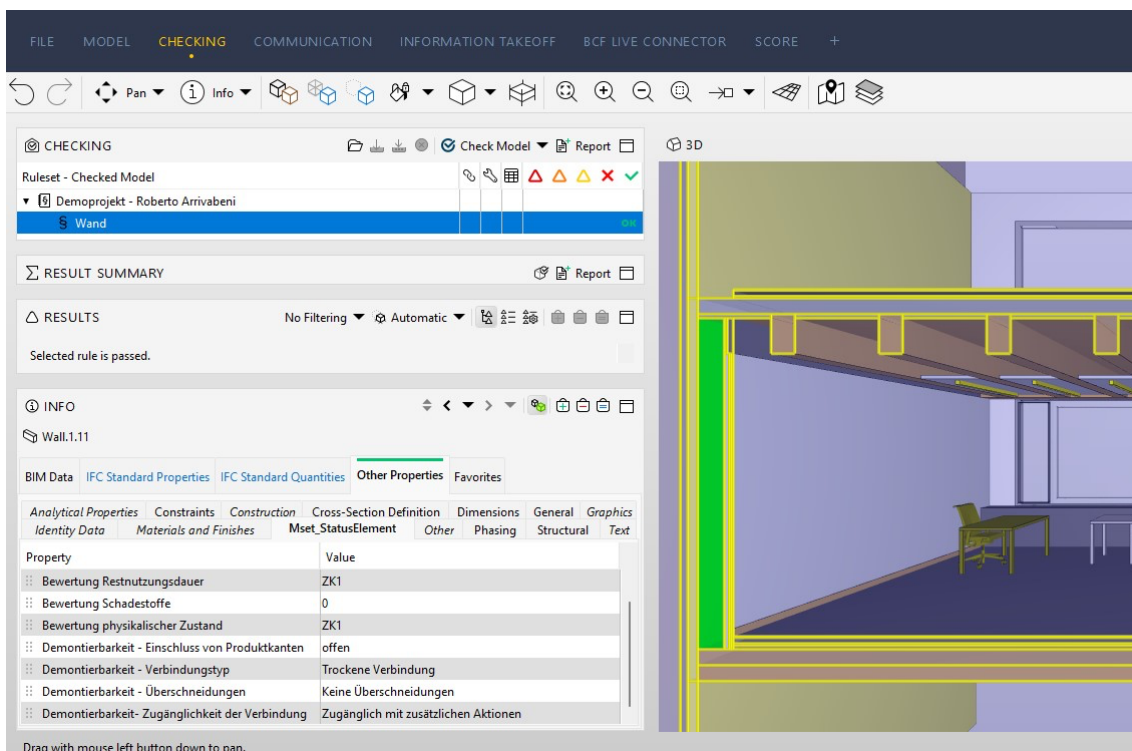 FILE MODEL CHECKING COMMUNICATION INFORMATION TAKEOFF BCF LIVE CONNECTOR SCORE +
Pan Info
CHECKING Check Model Report
3D
Ruleset - Checked Model
Demoprojekt - Roberto Arrivabeni
§ Wand OK
∑ RESULT SUMMARY Report
RESULTS No Filtering Automatic
Selected rule is passed.
INFO
Wall.1.11
BIM Data IFC Standard Properties IFC Standard Quantities Other Properties Favorites
Analytical Properties Constraints Construction Cross-Section Definition Dimensions General Graphics
Identity Data Materials and Finishes Mset_StatusElement Other Phasing Structural Text
Property Value
Bewertung Restnutzungsdauer ZK1
Bewertung Schadestoffe 0
Bewertung physikalischer Zustand ZK1
Demontierbarkeit - Einschluss von Produktkanten offen
Demontierbarkeit - Verbindungstyp Trockene Verbindung
Demontierbarkeit - Überschneidungen Keine Überschneidungen
Demontierbarkeit- Zugänglichkeit der Verbindung Zugänglich mit zusätzlichen Aktionen
Drag with mouse left button down to pan.